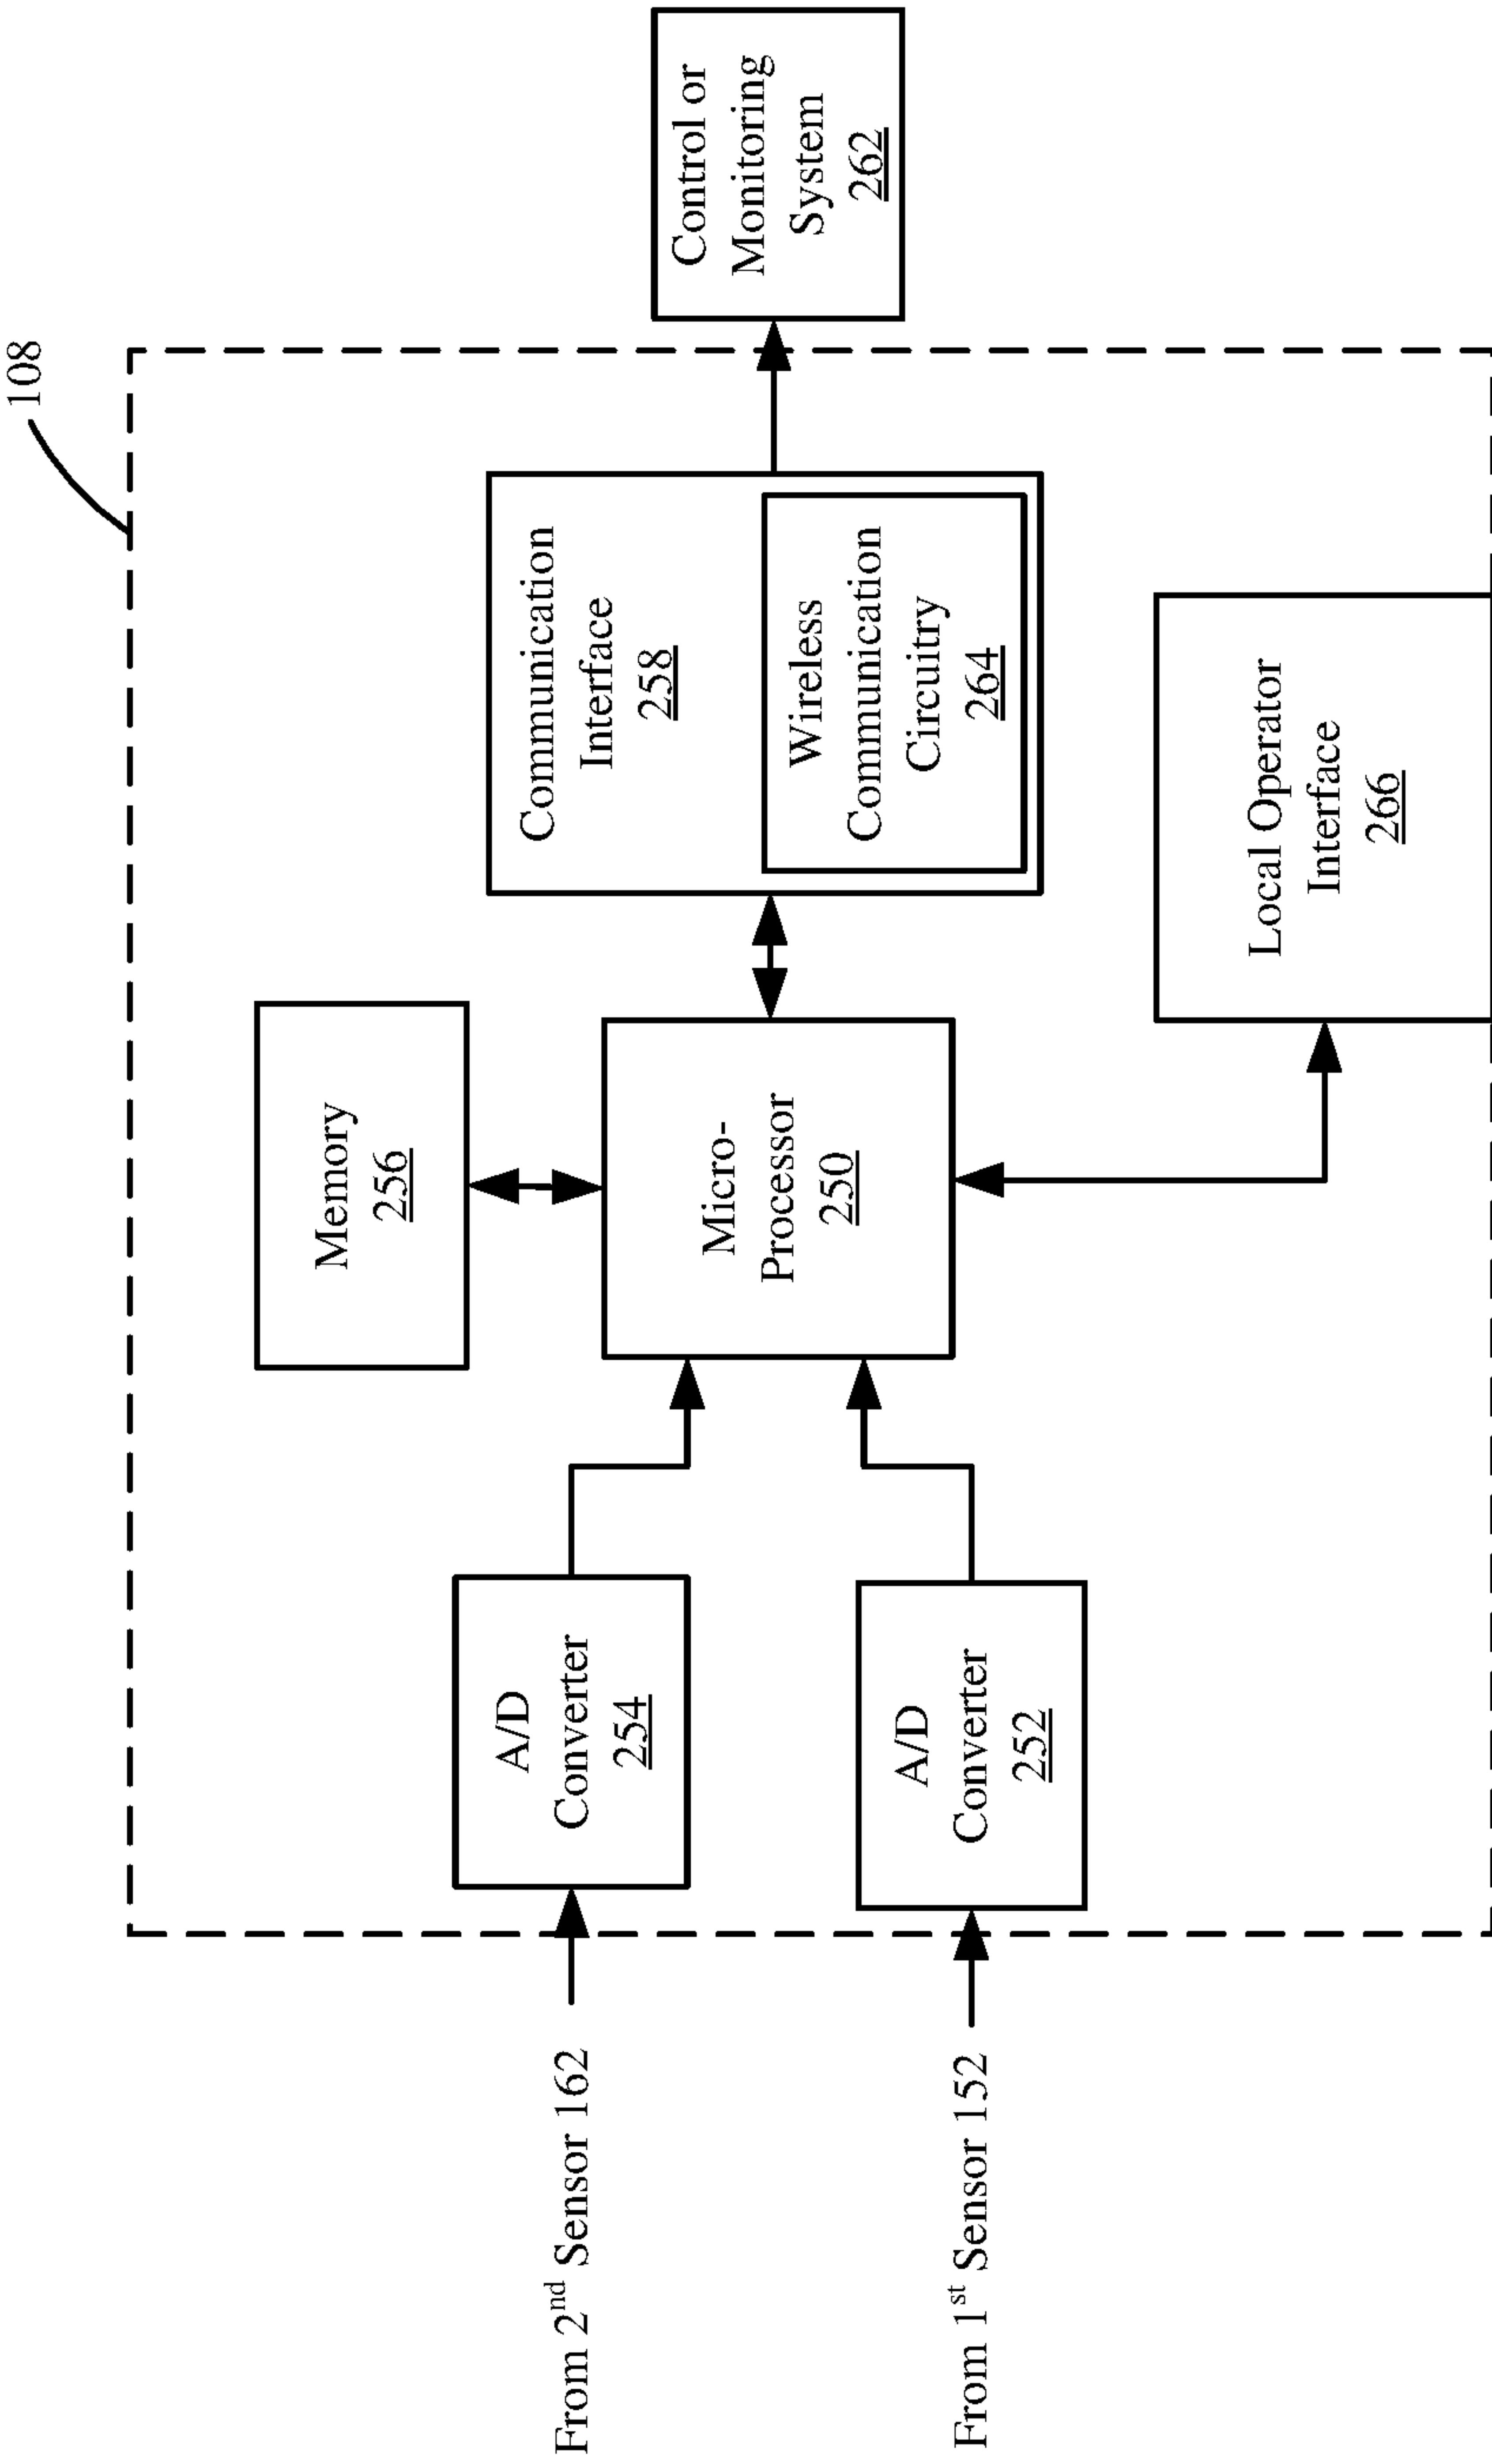 108
Memory
256
Communication
Interface
258
Wireless
Communication
Circuitry
264
Control or
Monitoring
System
262
From 2nd Sensor 162
A/D
Converter
254
Micro-
Processor
250
From 1st Sensor 152
A/D
Converter
252
Local Operator
Interface
266